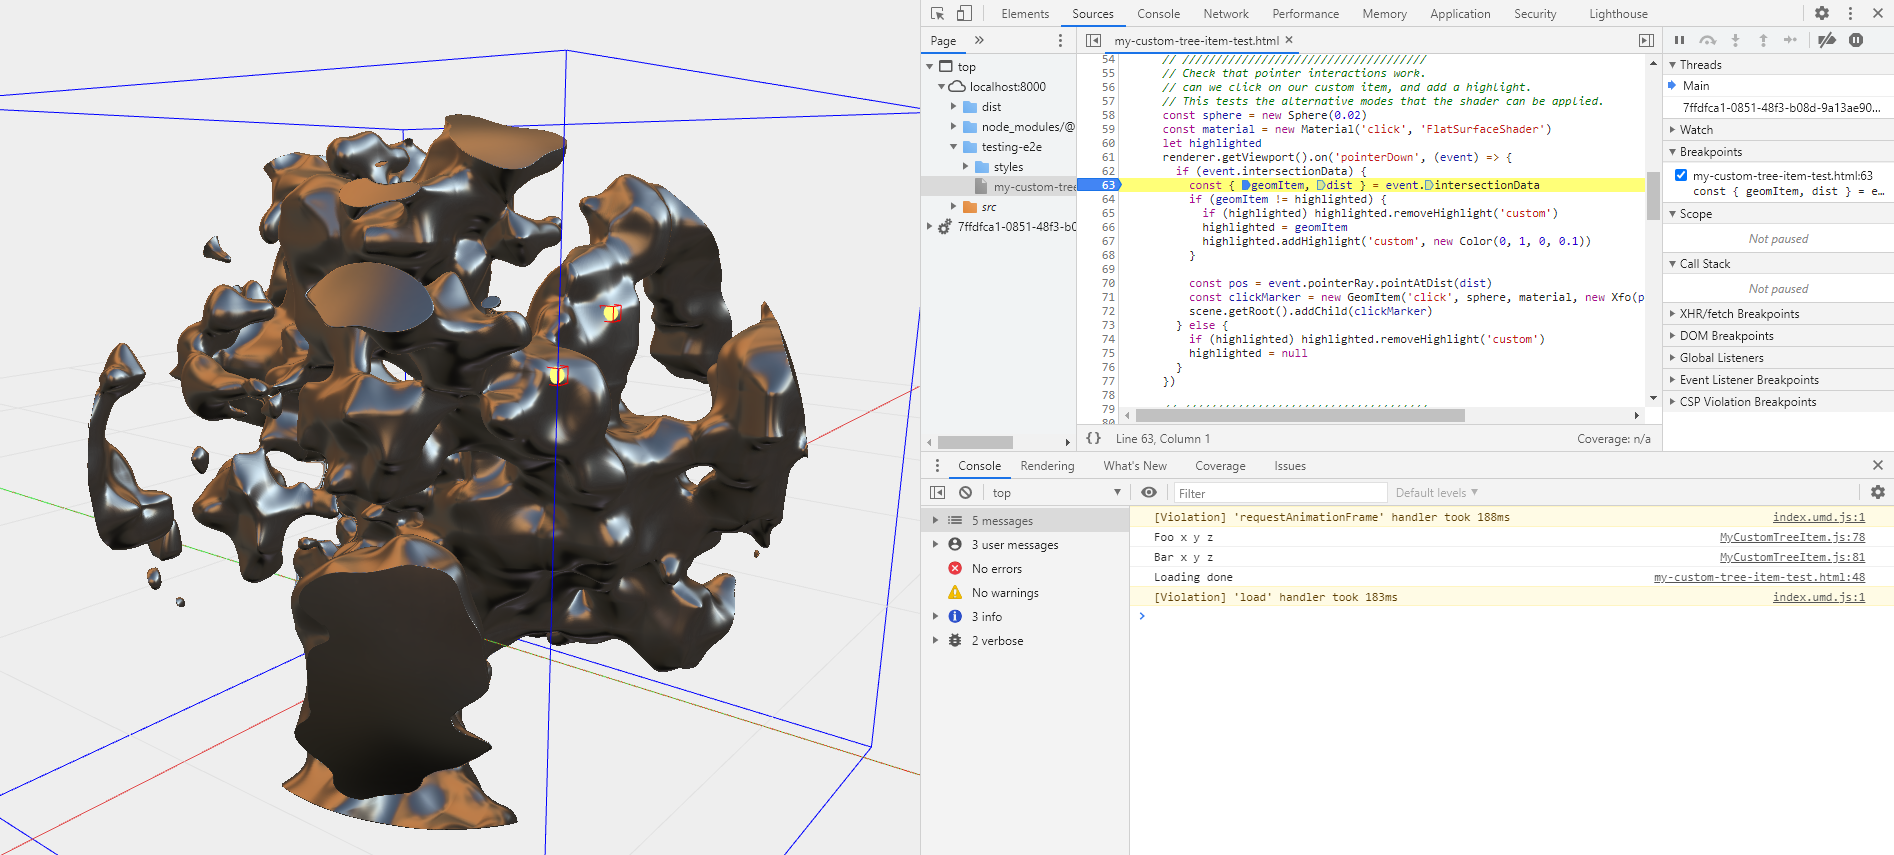 Elements Sources Console Network Performance Memory Application Security Lighthouse
Page »
my-custom-tree-item-test.html ×
top
localhost:8000
dist
node_modules/@
testing-e2e
styles
my-custom-tree
src
7ffdfca1-0851-48f3-b0
54 // /////////////////////////////////////
55 // Check that pointer interactions work.
56 // can we click on our custom item, and add a highlight.
57 // This tests the alternative modes that the shader can be applied.
58 const sphere = new Sphere(0.02)
59 const material = new Material('click', 'FlatSurfaceShader')
60 let highlighted
61 renderer.getViewport().on('pointerDown', (event) => {
62 if (event.intersectionData) {
63 const { geomItem, dist } = event.intersectionData
64 if (geomItem != highlighted) {
65 if (highlighted) highlighted.removeHighlight('custom')
66 highlighted = geomItem
67 highlighted.addHighlight('custom', new Color(0, 1, 0, 0.1))
68 }
69
70 const pos = event.pointerRay.pointAtDist(dist)
71 const clickMarker = new GeomItem('click', sphere, material, new Xfo(p
72 scene.getRoot().addChild(clickMarker)
73 } else {
74 if (highlighted) highlighted.removeHighlight('custom')
75 highlighted = null
76 }
77 })
78
79
80
{} Line 63, Column 1 Coverage: n/a
Threads
Main
7ffdfca1-0851-48f3-b08d-9a13ae90...
Watch
Breakpoints
my-custom-tree-item-test.html:63
const { geomItem, dist } = e...
Scope
Not paused
Call Stack
Not paused
XHR/fetch Breakpoints
DOM Breakpoints
Global Listeners
Event Listener Breakpoints
CSP Violation Breakpoints
Console Rendering What's New Coverage Issues
top Filter Default levels
5 messages
3 user messages
No errors
No warnings
3 info
2 verbose
[Violation] 'requestAnimationFrame' handler took 188ms index.umd.js:1
Foo x y z MyCustomTreeItem.js:78
Bar x y z MyCustomTreeItem.js:81
Loading done my-custom-tree-item-test.html:48
[Violation] 'load' handler took 183ms index.umd.js:1